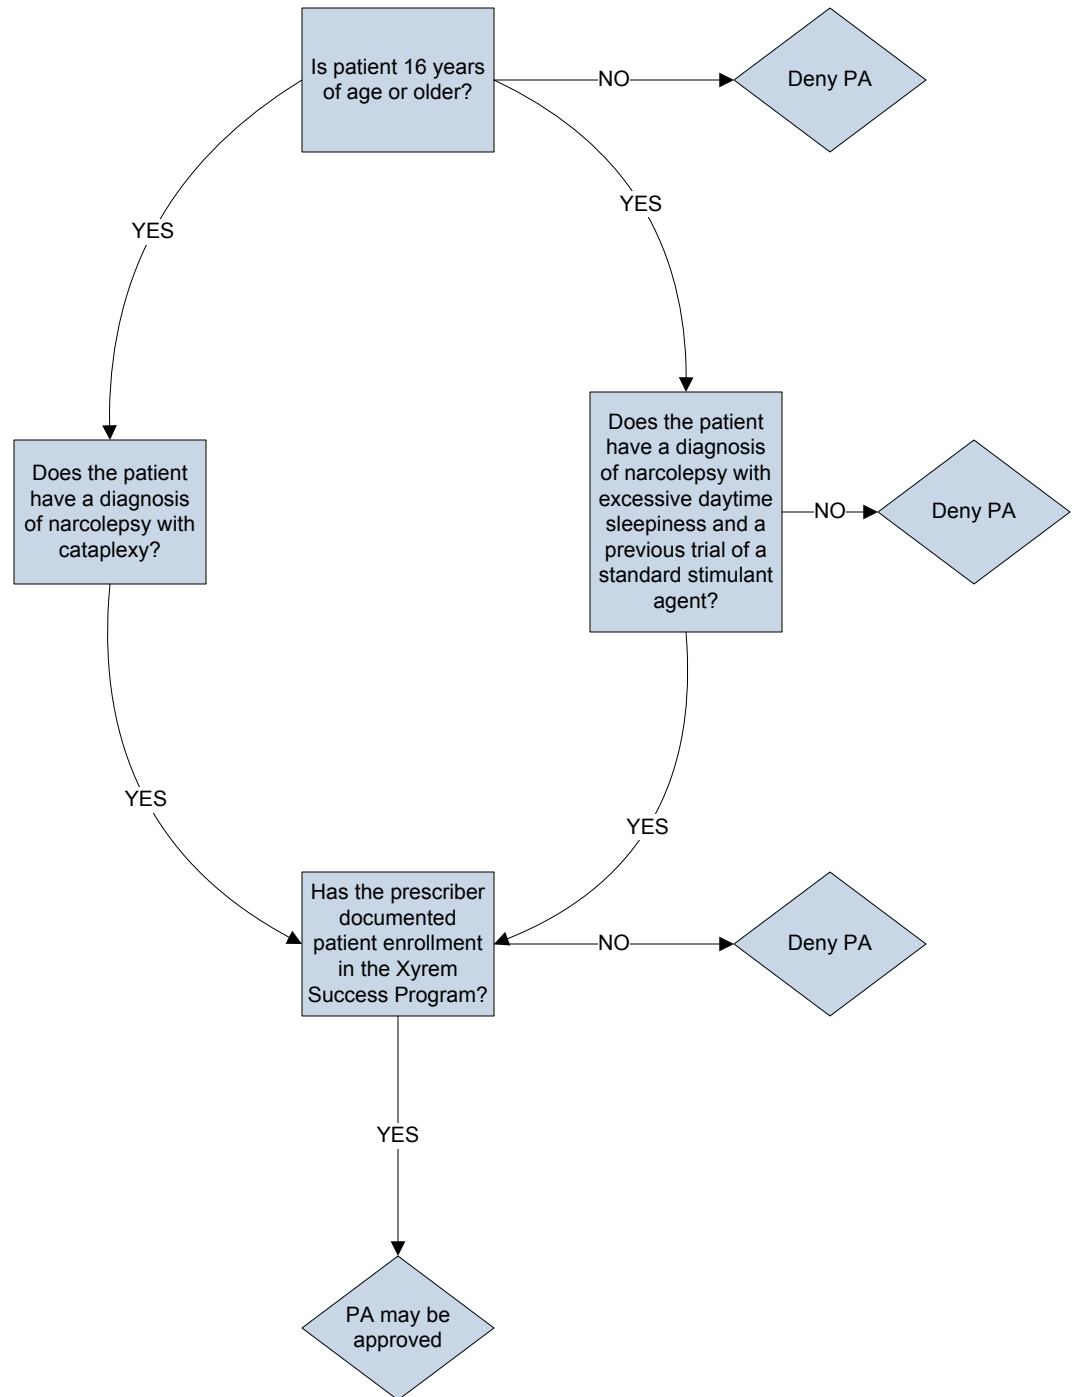 Is patient 16 years
of age or older?
NO
Deny PA
YES
YES
Does the patient
have a diagnosis
of narcolepsy with
cataplexy?
Does the patient
have a diagnosis
of narcolepsy with
excessive daytime
sleepiness and a
previous trial of a
standard stimulant
agent?
NO
Deny PA
YES
YES
Has the prescriber
documented
patient enrollment
in the Xyrem
Success Program?
NO
Deny PA
YES
PA may be
approved